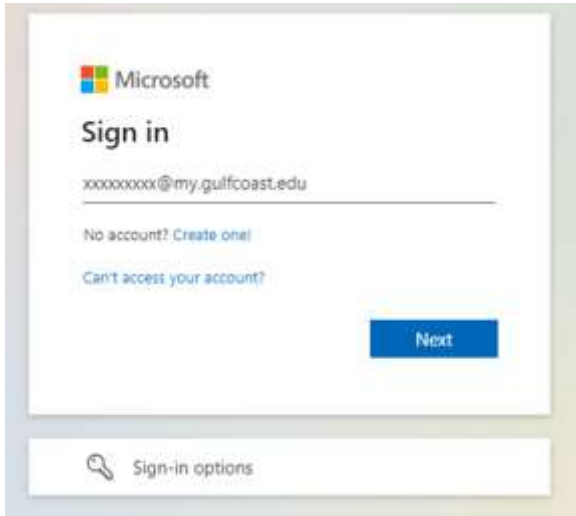 Microsoft
Sign in
xxxxxxxxx@my.gulfcoast.edu
No account? Create one!
Can't access your account?
Next
Sign-in options